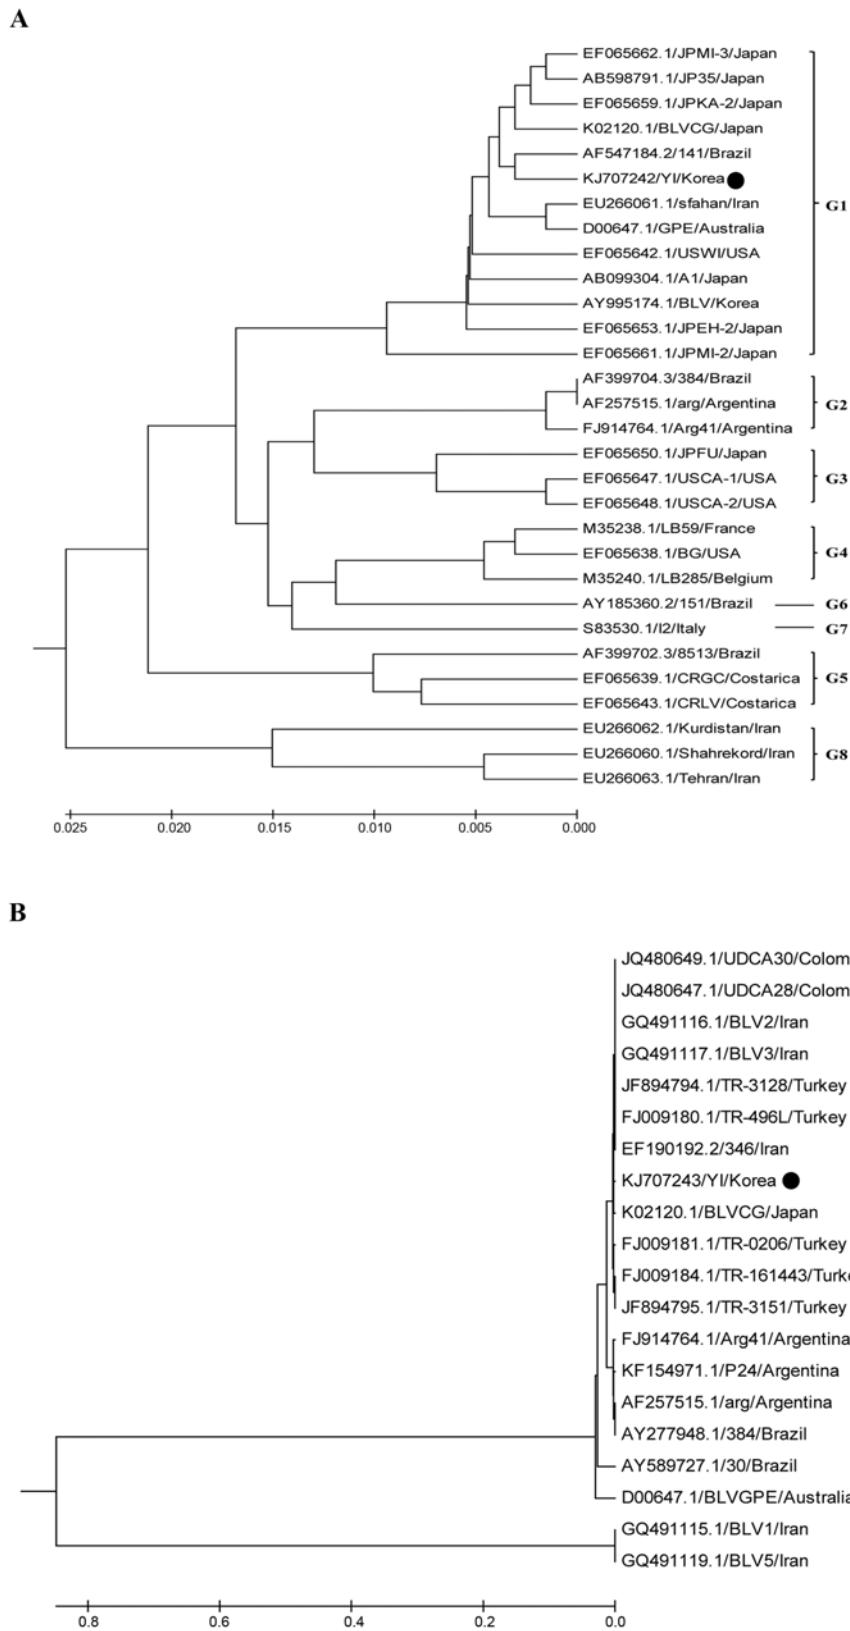 A
EF065662.1/JPMI-3/Japan
AB598791.1/JP35/Japan
EF065659.1/JPKA-2/Japan
K02120.1/BLVCG/Japan
AF547184.2/141/Brazil
KJ707242/YI/Korea
EU266061.1/sfahan/Iran
G1
D00647.1/GPE/Australia
EF065642.1/USWI/USA
AB099304.1/A1/Japan
AY995174.1/BLV/Korea
EF065653.1/JPEH-2/Japan
EF065661.1/JPMI-2/Japan
AF399704.3/384/Brazil
AF257515.1/arg/Argentina G2
FJ914764.1/Arg41/Argentina
EF065650.1/JPFU/Japan
EF065647.1/USCA-1/USA G3
EF065648.1/USCA-2/USA
M35238.1/LB59/France
EF065638.1/BG/USA G4
M35240.1/LB285/Belgium
AY185360.2/151/Brazil G6
S83530.1/I2/Italy G7
AF399702.3/8513/Brazil
EF065639.1/CRGC/Costarica G5
EF065643.1/CRLV/Costarica
EU266062.1/Kurdistan/Iran
EU266060.1/Shahrekord/Iran G8
EU266063.1/Tehran/Iran
0.025 0.020 0.015 0.010 0.005 0.000
B
JQ480649.1/UDCA30/Colom
JQ480647.1/UDCA28/Colom
GQ491116.1/BLV2/Iran
GQ491117.1/BLV3/Iran
JF894794.1/TR-3128/Turkey
FJ009180.1/TR-496L/Turkey
EF190192.2/346/Iran
KJ707243/YI/Korea
K02120.1/BLVCG/Japan
FJ009181.1/TR-0206/Turkey
FJ009184.1/TR-161443/Turke
JF894795.1/TR-3151/Turkey
FJ914764.1/Arg41/Argentina
KF154971.1/P24/Argentina
AF257515.1/arg/Argentina
AY277948.1/384/Brazil
AY589727.1/30/Brazil
D00647.1/BLVGPE/Australia
GQ491115.1/BLV1/Iran
GQ491119.1/BLV5/Iran
0.8 0.6 0.4 0.2 0.0